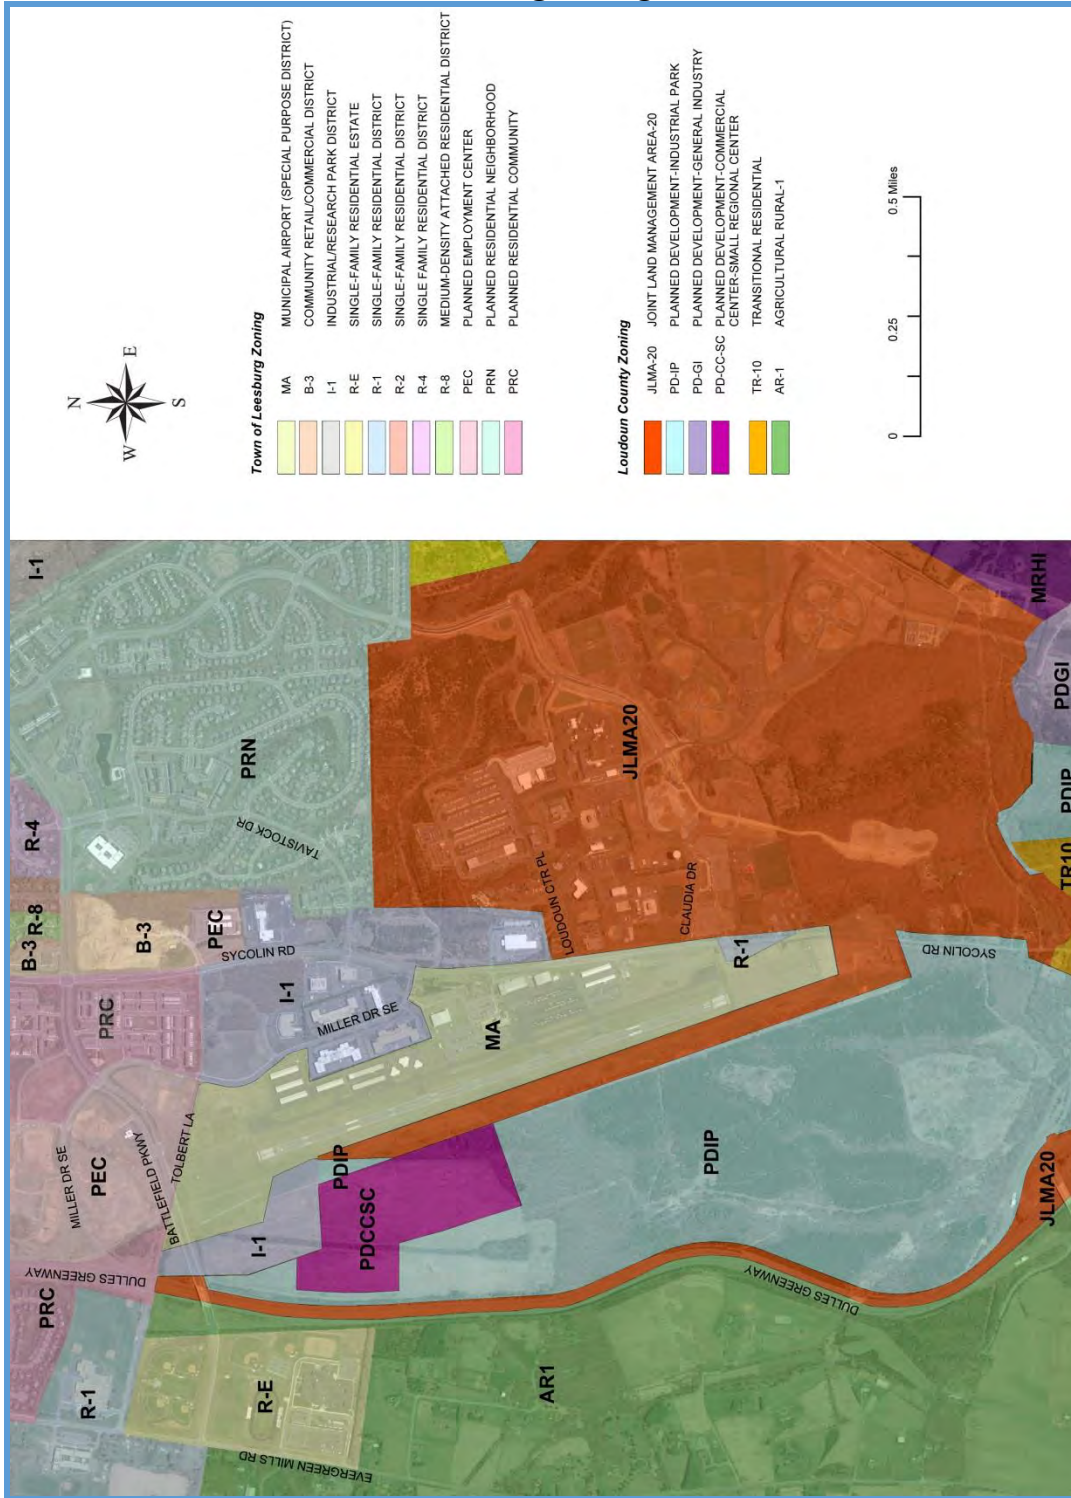 N
W
E
S
Town of Leesburg Zoning
MA MUNICIPAL AIRPORT (SPECIAL PURPOSE DISTRICT)
B-3 COMMUNITY RETAIL/COMMERCIAL DISTRICT
I-1 INDUSTRIAL/RESEARCH PARK DISTRICT
R-E SINGLE-FAMILY RESIDENTIAL ESTATE
R-1 SINGLE-FAMILY RESIDENTIAL DISTRICT
R-2 SINGLE-FAMILY RESIDENTIAL DISTRICT
R-4 SINGLE FAMILY RESIDENTIAL DISTRICT
R-8 MEDIUM-DENSITY ATTACHED RESIDENTIAL DISTRICT
PEC PLANNED EMPLOYMENT CENTER
PRN PLANNED RESIDENTIAL NEIGHBORHOOD
PRC PLANNED RESIDENTIAL COMMUNITY
Loudoun County Zoning
JLMA-20 JOINT LAND MANAGEMENT AREA-20
PD-IP PLANNED DEVELOPMENT-INDUSTRIAL PARK
PD-GI PLANNED DEVELOPMENT-GENERAL INDUSTRY
PD-CC-SC PLANNED DEVELOPMENT-COMMERCIAL
CENTER-SMALL REGIONAL CENTER
TR-10 TRANSITIONAL RESIDENTIAL
AR-1 AGRICULTURAL RURAL-1
0 0.25 0.5 Miles
I-1
R-4
PRN
TAVISTOCK DR
B-3
R-8
B-3
PEC
SYCOLIN RD
PRC
I-1
MILLER DR SE
MA
R-1
LOUDOUN CTR PL
CLAUDIA DR
JLMA20
MRHI
PDGI
PDIP
TR10
SYCOLIN RD
MILLER DR SE
PEC
BATTLEFIELD PKWY
TOLBERT LA
PDIP
I-1
PDCCSC
PDIP
JLMA20
DULLES GREENWAY
DULLES GREENWAY
PRC
R-1
R-E
AR1
EVERGREEN MILLS RD